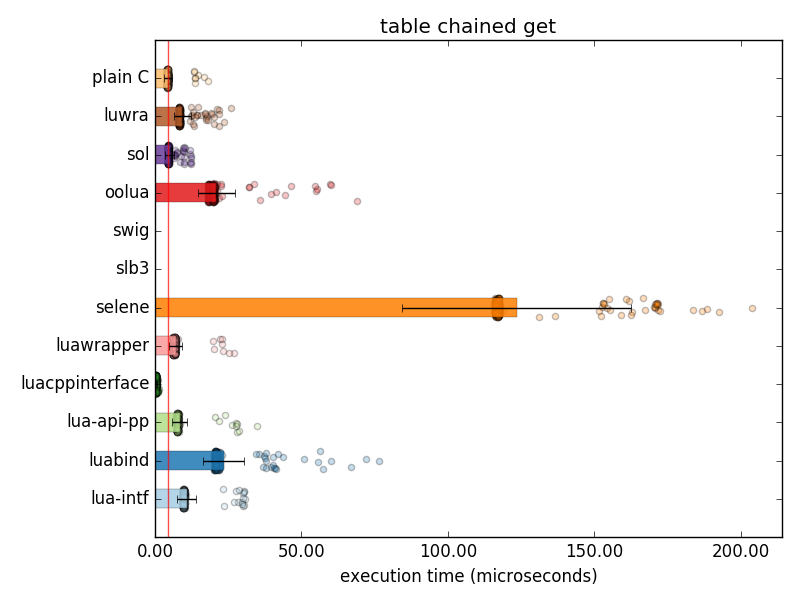 table chained get
plain C
luwra
sol
oolua
swig
slb3
selene
luawrapper
luacppinterface
lua-api-pp
luabind
lua-intf
0.00 50.00 100.00 150.00 200.00
execution time (microseconds)